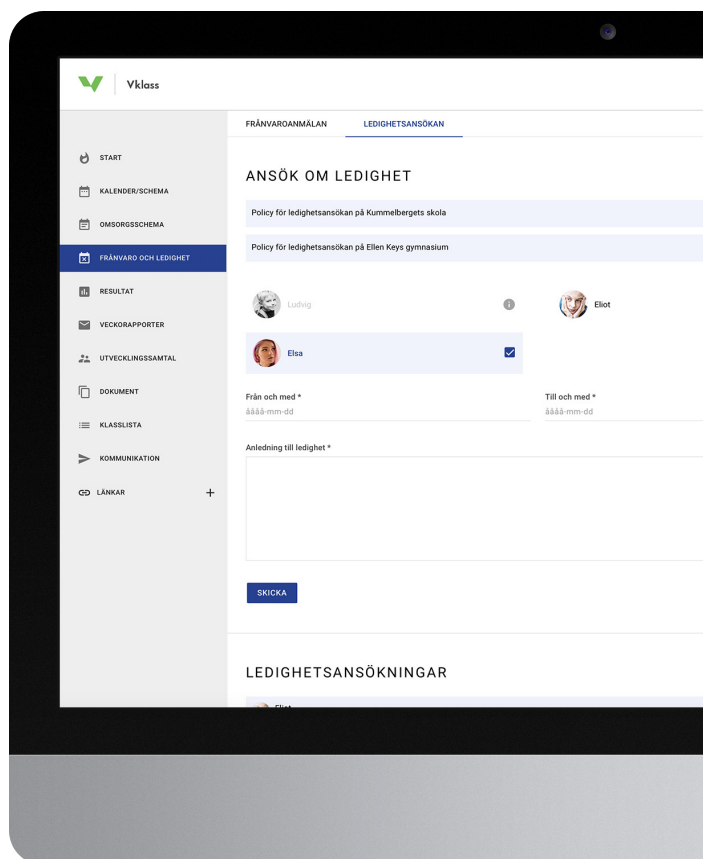 Vklass
FRÅNVAROANMÄLAN
LEDIGHETSANSÖKAN
START
KALENDER/SCHEMA
OMSORGSSCHEMA
FRÅNVARO OCH LEDIGHET
RESULTAT
VECKORAPPORTER
UTVECKLINGSSAMTAL
DOKUMENT
KLASSLISTA
KOMMUNIKATION
LÄNKAR
ANSÖK OM LEDIGHET
Policy för ledighetsansökan på Kummelbergets skola
Policy för ledighetsansökan på Ellen Keys gymnasium
Ludvig
Eliot
Elsa
Från och med *
Till och med *
åååå-mm-dd
åååå-mm-dd
Anledning till ledighet *
SKICKA
LEDIGHETSANSÖKNINGAR
Eliot